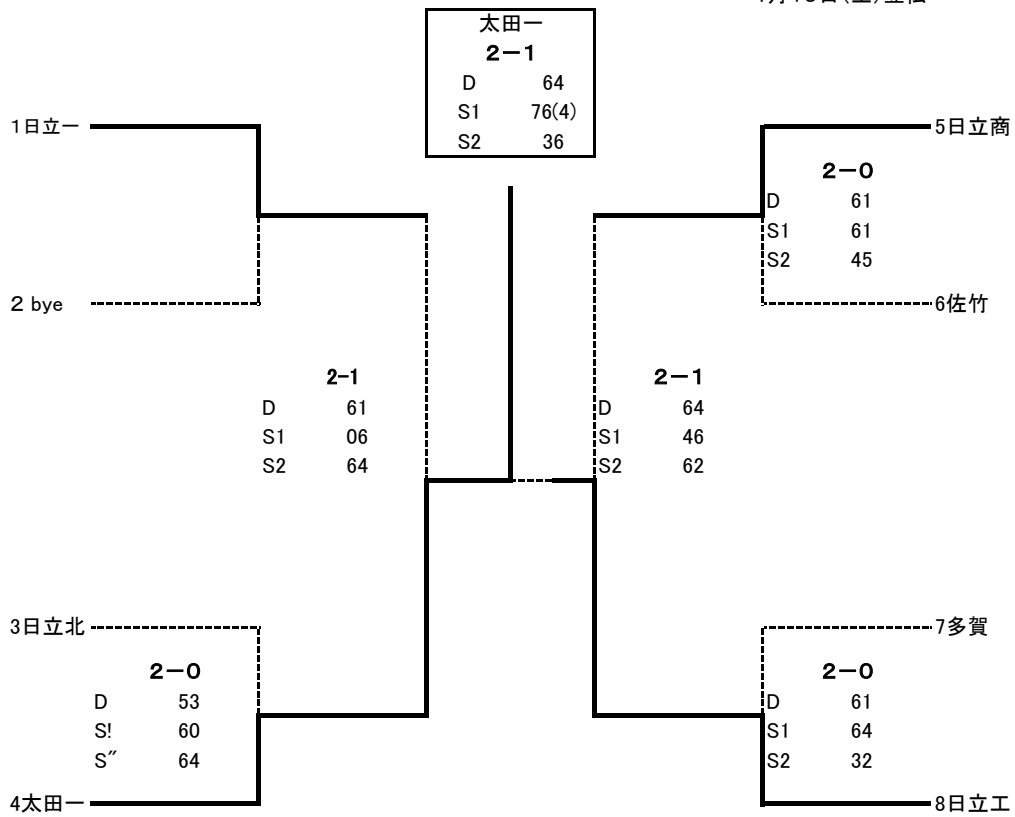 太田一
2−1
D 64
S1 76(4)
S2 36
1日立一
5日立商
2−0
D 61
S1 61
S2 45
2 bye
6佐竹
2-1
D 61
S1 06
S2 64
2−1
D 64
S1 46
S2 62
3日立北
7多賀
2−0
D 53
S! 60
S″ 64
2−0
D 61
S1 64
S2 32
4太田一
8日立工